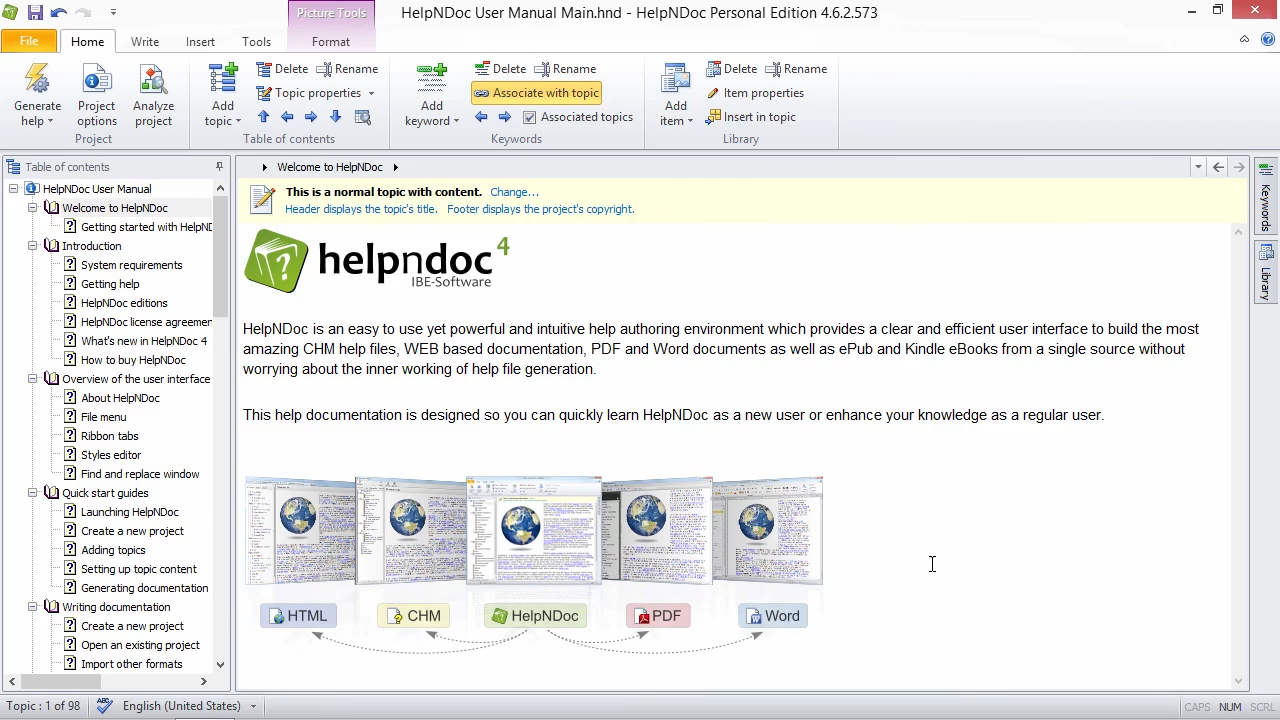 Picture Tools
HelpNDoc User Manual Main.hnd - HelpNDoc Personal Edition 4.6.2.573
File Home Write Insert Tools Format
Generate help
Project options
Analyze project
Project
Add topic
Delete Rename
Topic properties
Table of contents
Add keyword
Delete Rename
Associate with topic
Associated topics
Keywords
Add item
Delete Rename
Item properties
Insert in topic
Library
Table of contents
HelpNDoc User Manual
Welcome to HelpNDoc
Getting started with HelpND
Introduction
System requirements
Getting help
HelpNDoc editions
HelpNDoc license agreemen
What's new in HelpNDoc 4
How to buy HelpNDoc
Overview of the user interface
About HelpNDoc
File menu
Ribbon tabs
Styles editor
Find and replace window
Quick start guides
Launching HelpNDoc
Create a new project
Adding topics
Setting up topic content
Generating documentation
Writing documentation
Create a new project
Open an existing project
Import other formats
Welcome to HelpNDoc
This is a normal topic with content. Change...
Header displays the topic's title. Footer displays the project's copyright.
helpndoc 4
IBE-Software
HelpNDoc is an easy to use yet powerful and intuitive help authoring environment which provides a clear and efficient user interface to build the most
amazing CHM help files, WEB based documentation, PDF and Word documents as well as ePub and Kindle eBooks from a single source without
worrying about the inner working of help file generation.
This help documentation is designed so you can quickly learn HelpNDoc as a new user or enhance your knowledge as a regular user.
HTML CHM HelpNDoc PDF Word
Keywords
Library
Topic : 1 of 98
English (United States)
CAPS NUM SCRL